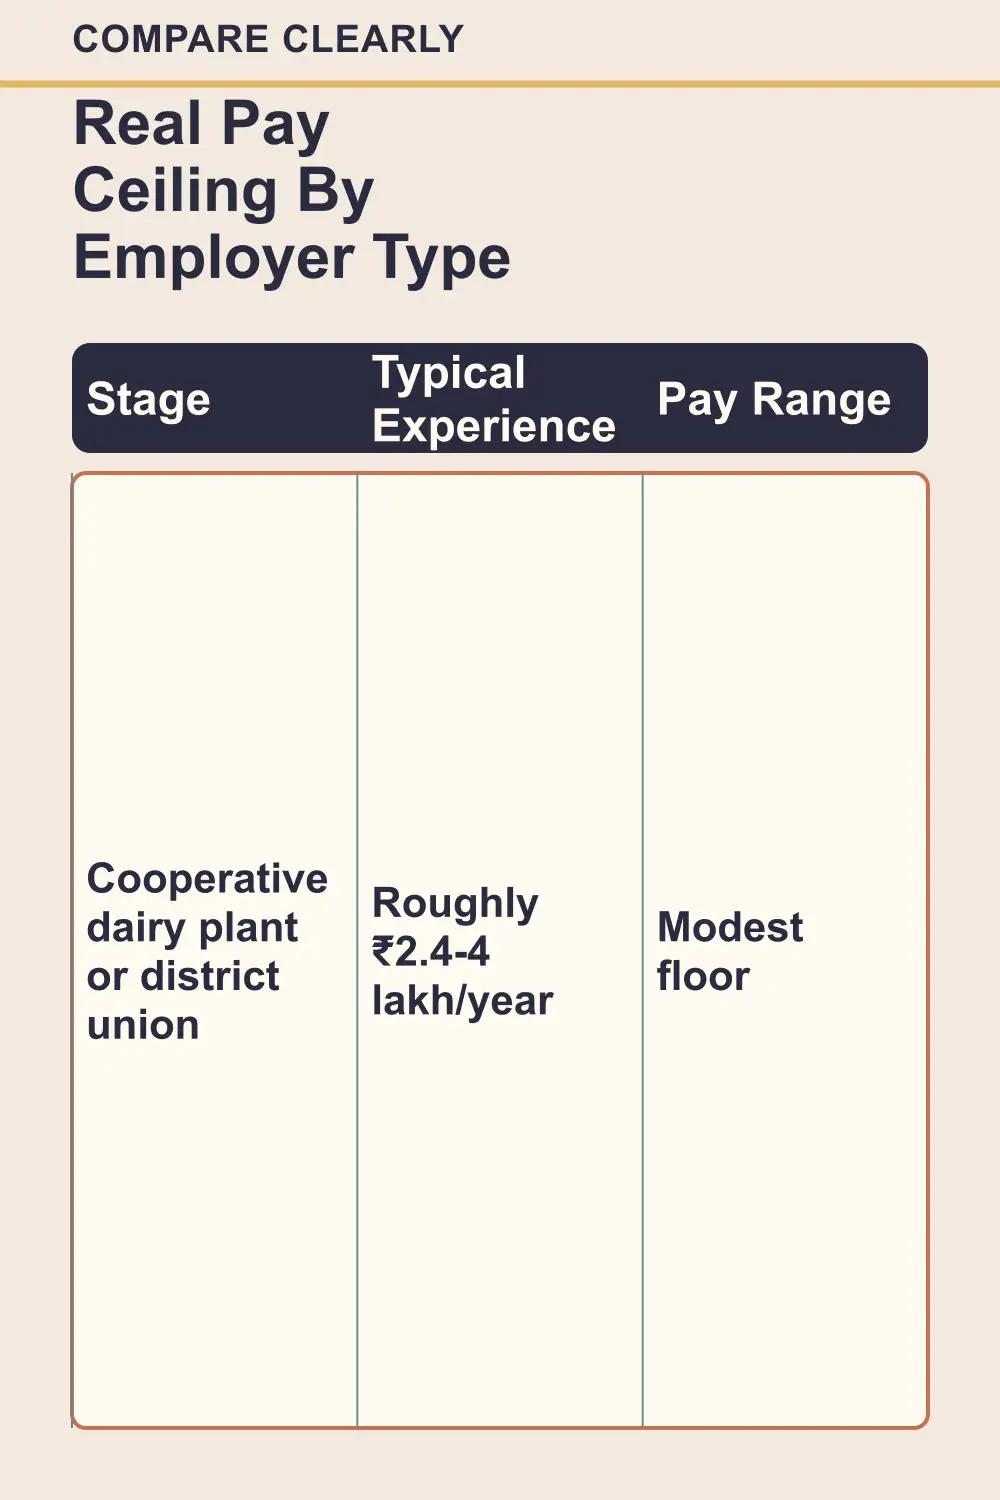 COMPARE CLEARLY
Real Pay
Ceiling By
Employer Type
Stage
Typical
Experience
Pay Range
Cooperative
dairy plant
or district
union
Roughly
₹2.4-4
lakh/year
Modest
floor